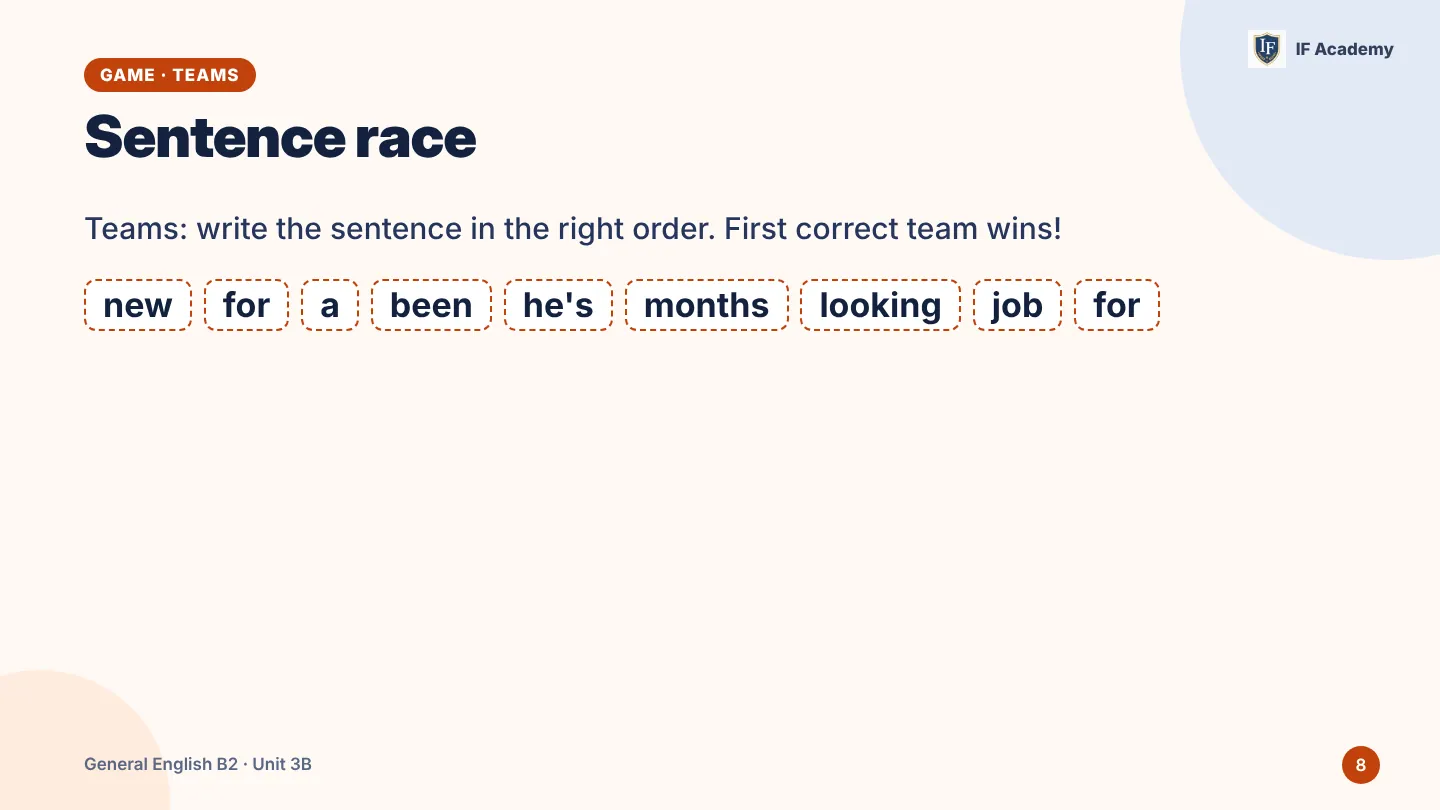 IF Academy
GAME · TEAMS
Sentence race
Teams: write the sentence in the right order. First correct team wins!
new for a been he's months looking job for
General English B2 · Unit 3B
8